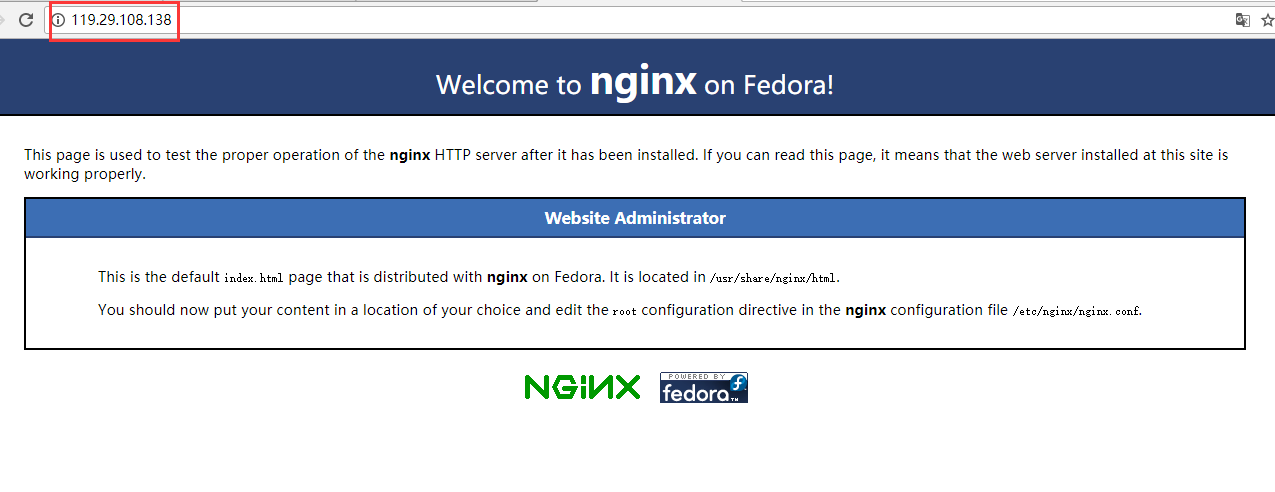 119.29.108.138
Welcome to nginx on Fedora!
This page is used to test the proper operation of the nginx HTTP server after it has been installed. If you can read this page, it means that the web server installed at this site is
working properly.
Website Administrator
This is the default index.html page that is distributed with nginx on Fedora. It is located in /usr/share/nginx/html.
You should now put your content in a location of your choice and edit the root configuration directive in the nginx configuration file /etc/nginx/nginx.conf.
NGINX
POWERED BY
fedora™